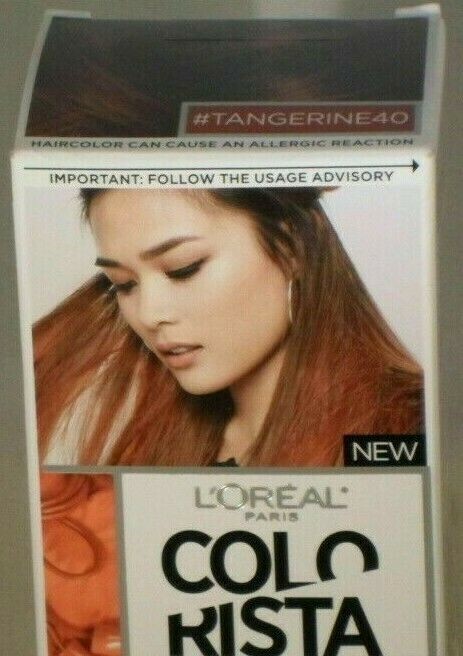 #TANGERINE40
HAIRCOLOR CAN CAUSE AN ALLERGIC REACTION
IMPORTANT: FOLLOW THE USAGE ADVISORY
NEW
L'ORÉAL®
PARIS
COLO
RISTA